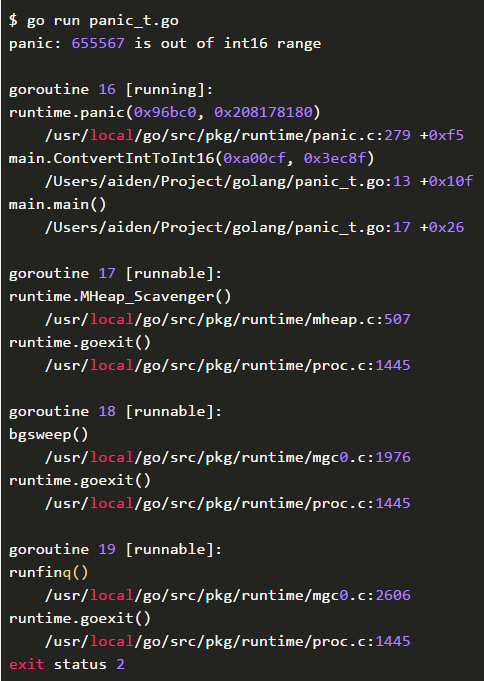 $ go run panic_t.go
panic: 655567 is out of int16 range
goroutine 16 [running]:
runtime.panic(0x96bc0, 0x208178180)
/usr/local/go/src/pkg/runtime/panic.c:279 +0xf5
main.ContvertIntToInt16(0xa00cf, 0x3ec8f)
/Users/aiden/Project/golang/panic_t.go:13 +0x10f
main.main()
/Users/aiden/Project/golang/panic_t.go:17 +0x26
goroutine 17 [runnable]:
runtime.MHeap_Scavenger()
/usr/local/go/src/pkg/runtime/mheap.c:507
runtime.goexit()
/usr/local/go/src/pkg/runtime/proc.c:1445
goroutine 18 [runnable]:
bgsweep()
/usr/local/go/src/pkg/runtime/mgc0.c:1976
runtime.goexit()
/usr/local/go/src/pkg/runtime/proc.c:1445
goroutine 19 [runnable]:
runfinq()
/usr/local/go/src/pkg/runtime/mgc0.c:2606
runtime.goexit()
/usr/local/go/src/pkg/runtime/proc.c:1445
exit status 2